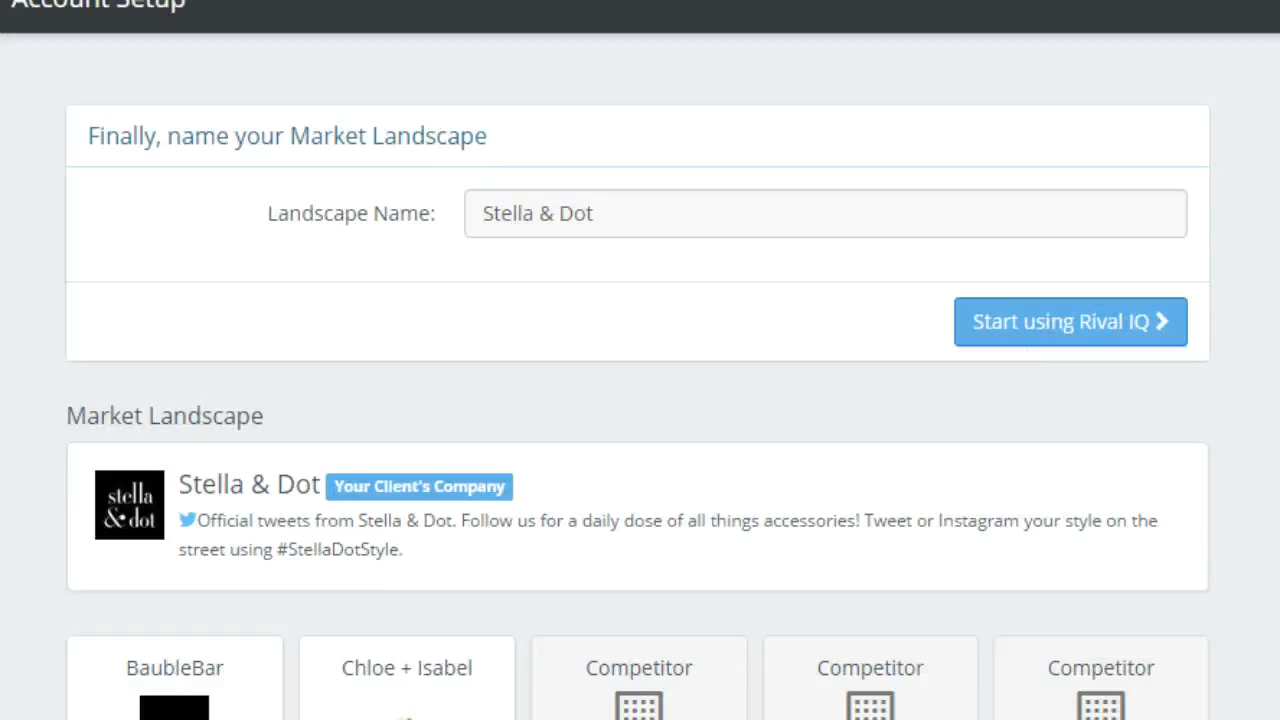 Account Setup
Finally, name your Market Landscape
Landscape Name:
Stella & Dot
Start using Rival IQ
Market Landscape
stella
& dot
Stella & Dot Your Client's Company
Official tweets from Stella & Dot. Follow us for a daily dose of all things accessories! Tweet or Instagram your style on the
street using #StellaDotStyle.
BaubleBar
Chloe + Isabel
Competitor
Competitor
Competitor